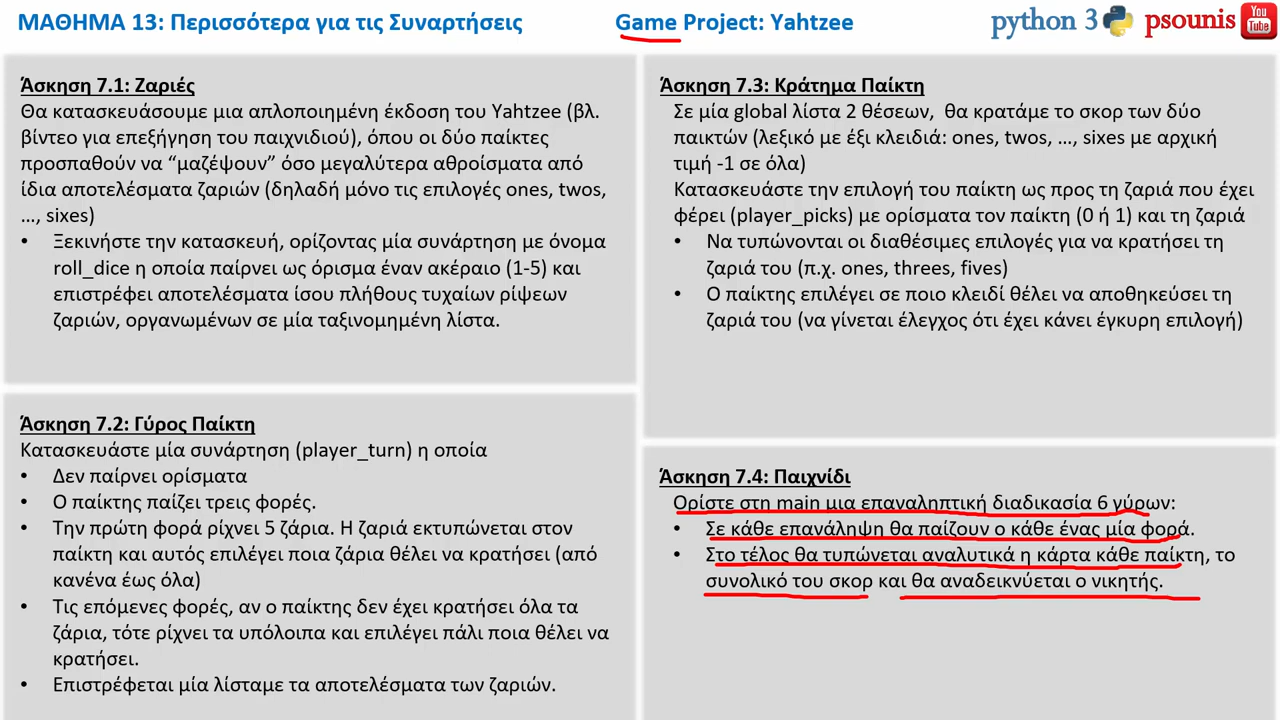 ΜΑΘΗΜΑ 13: Περισσότερα για τις Συναρτήσεις
Game Project: Yahtzee
python 3
psounis
You
Tube
Άσκηση 7.1: Ζαριές
Θα κατασκευάσουμε μια απλοποιημένη έκδοση του Yahtzee (βλ.
βίντεο για επεξήγηση του παιχνιδιού), όπου οι δύο παίκτες
προσπαθούν να “μαζέψουν” όσο μεγαλύτερα αθροίσματα από
ίδια αποτελέσματα ζαριών (δηλαδή μόνο τις επιλογές ones, twos,
..., sixes)
• Ξεκινήστε την κατασκευή, ορίζοντας μία συνάρτηση με όνομα
roll_dice η οποία παίρνει ως όρισμα έναν ακέραιο (1-5) και
επιστρέφει αποτελέσματα ίσου πλήθους τυχαίων ρίψεων
ζαριών, οργανωμένων σε μία ταξινομημένη λίστα.
Άσκηση 7.2: Γύρος Παίκτη
Κατασκευάστε μία συνάρτηση (player_turn) η οποία
• Δεν παίρνει ορίσματα
• Ο παίκτης παίζει τρεις φορές.
• Την πρώτη φορά ρίχνει 5 ζάρια. Η ζαριά εκτυπώνεται στον
παίκτη και αυτός επιλέγει ποια ζάρια θέλει να κρατήσει (από
κανένα έως όλα)
• Τις επόμενες φορές, αν ο παίκτης δεν έχει κρατήσει όλα τα
ζάρια, τότε ρίχνει τα υπόλοιπα και επιλέγει πάλι ποια θέλει να
κρατήσει.
• Επιστρέφεται μία λίσταμε τα αποτελέσματα των ζαριών.
Άσκηση 7.3: Κράτημα Παίκτη
Σε μία global λίστα 2 θέσεων, θα κρατάμε το σκορ των δύο
παικτών (λεξικό με έξι κλειδιά: ones, twos, ..., sixes με αρχική
τιμή -1 σε όλα)
Κατασκευάστε την επιλογή του παίκτη ως προς τη ζαριά που έχει
φέρει (player_picks) με ορίσματα τον παίκτη (0 ή 1) και τη ζαριά
• Να τυπώνονται οι διαθέσιμες επιλογές για να κρατήσει τη
ζαριά του (π.χ. ones, threes, fives)
• Ο παίκτης επιλέγει σε ποιο κλειδί θέλει να αποθηκεύσει τη
ζαριά του (να γίνεται έλεγχος ότι έχει κάνει έγκυρη επιλογή)
Άσκηση 7.4: Παιχνίδι
Ορίστε στη main μια επαναληπτική διαδικασία 6 γύρων:
• Σε κάθε επανάληψη θα παίζουν ο κάθε ένας μία φορά.
• Στο τέλος θα τυπώνεται αναλυτικά η κάρτα κάθε παίκτη, το
συνολικό του σκορ και θα αναδεικνύεται ο νικητής.